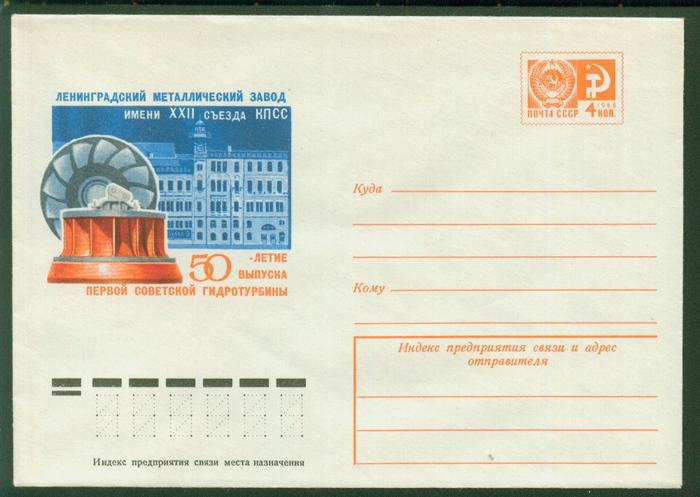 ЛЕНИНГРАДСКИЙ МЕТАЛЛИЧЕСКИЙ ЗАВОД
ИМЕНИ XXII СЪЕЗДА КПСС
50-ЛЕТИЕ
ВЫПУСКА
ПЕРВОЙ СОВЕТСКОЙ ГИДРОТУРБИНЫ
1966
ПОЧТА СССР 4 КОП.
Куда
Кому
Индекс предприятия связи и адрес
отправителя
Индекс предприятия связи места назначения